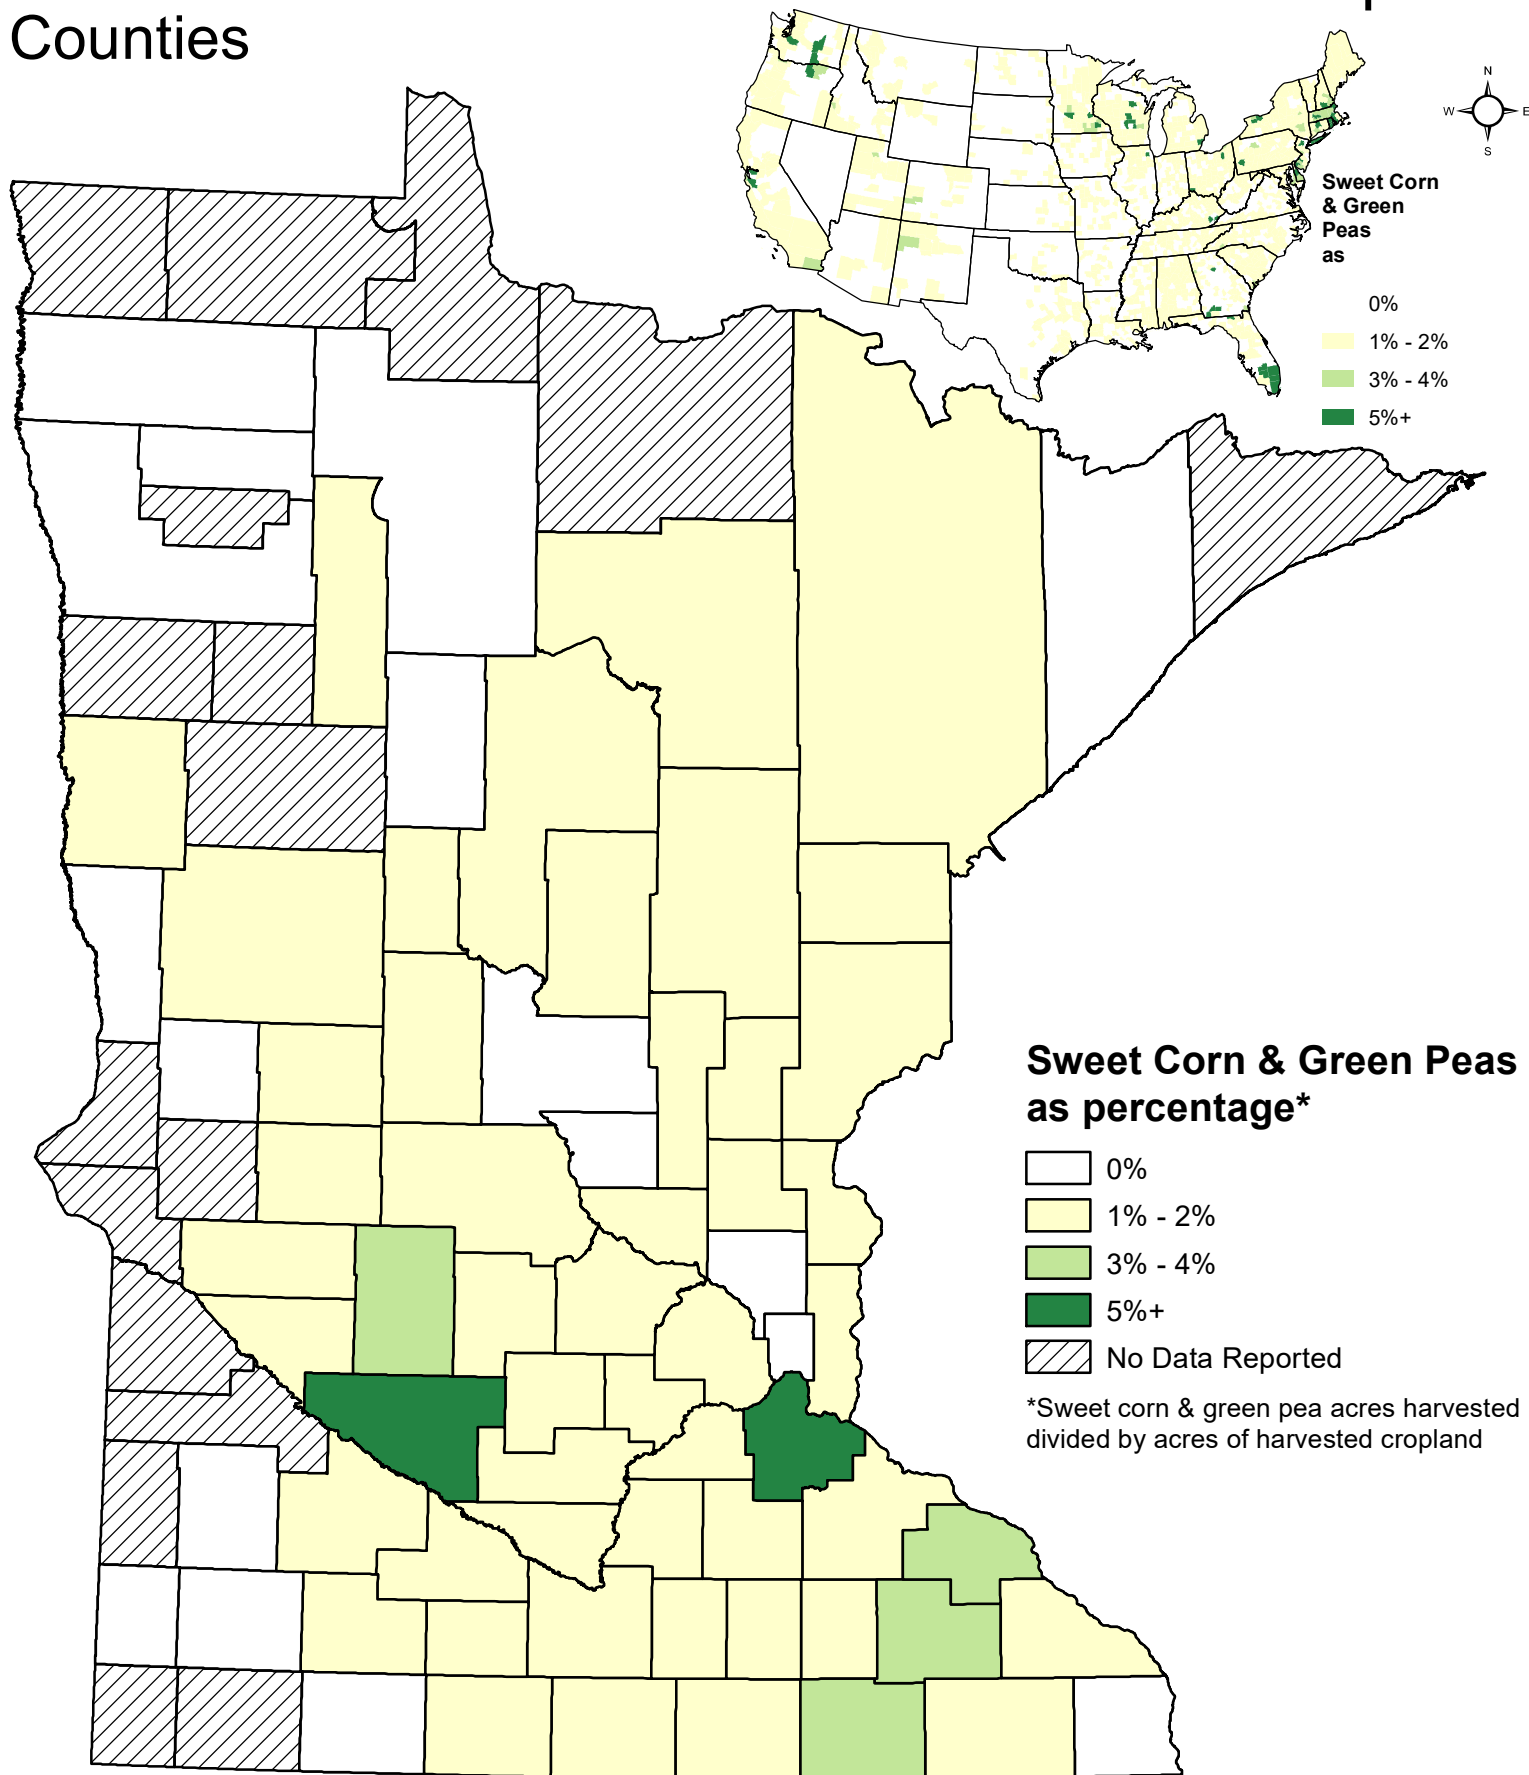 Counties
N
W
E
S
Sweet Corn
& Green
Peas
as
0%
1% - 2%
3% - 4%
5%+
Sweet Corn & Green Peas
as percentage*
0%
1% - 2%
3% - 4%
5%+
No Data Reported
*Sweet corn & green pea acres harvested
divided by acres of harvested cropland